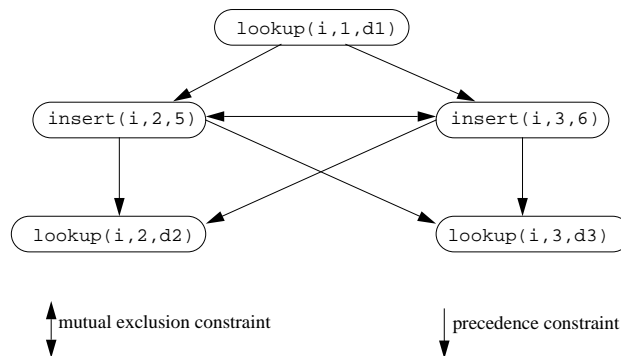 lookup(i,1,d1)
insert(i,2,5)
insert(i,3,6)
lookup(i,2,d2)
lookup(i,3,d3)
mutual exclusion constraint
precedence constraint